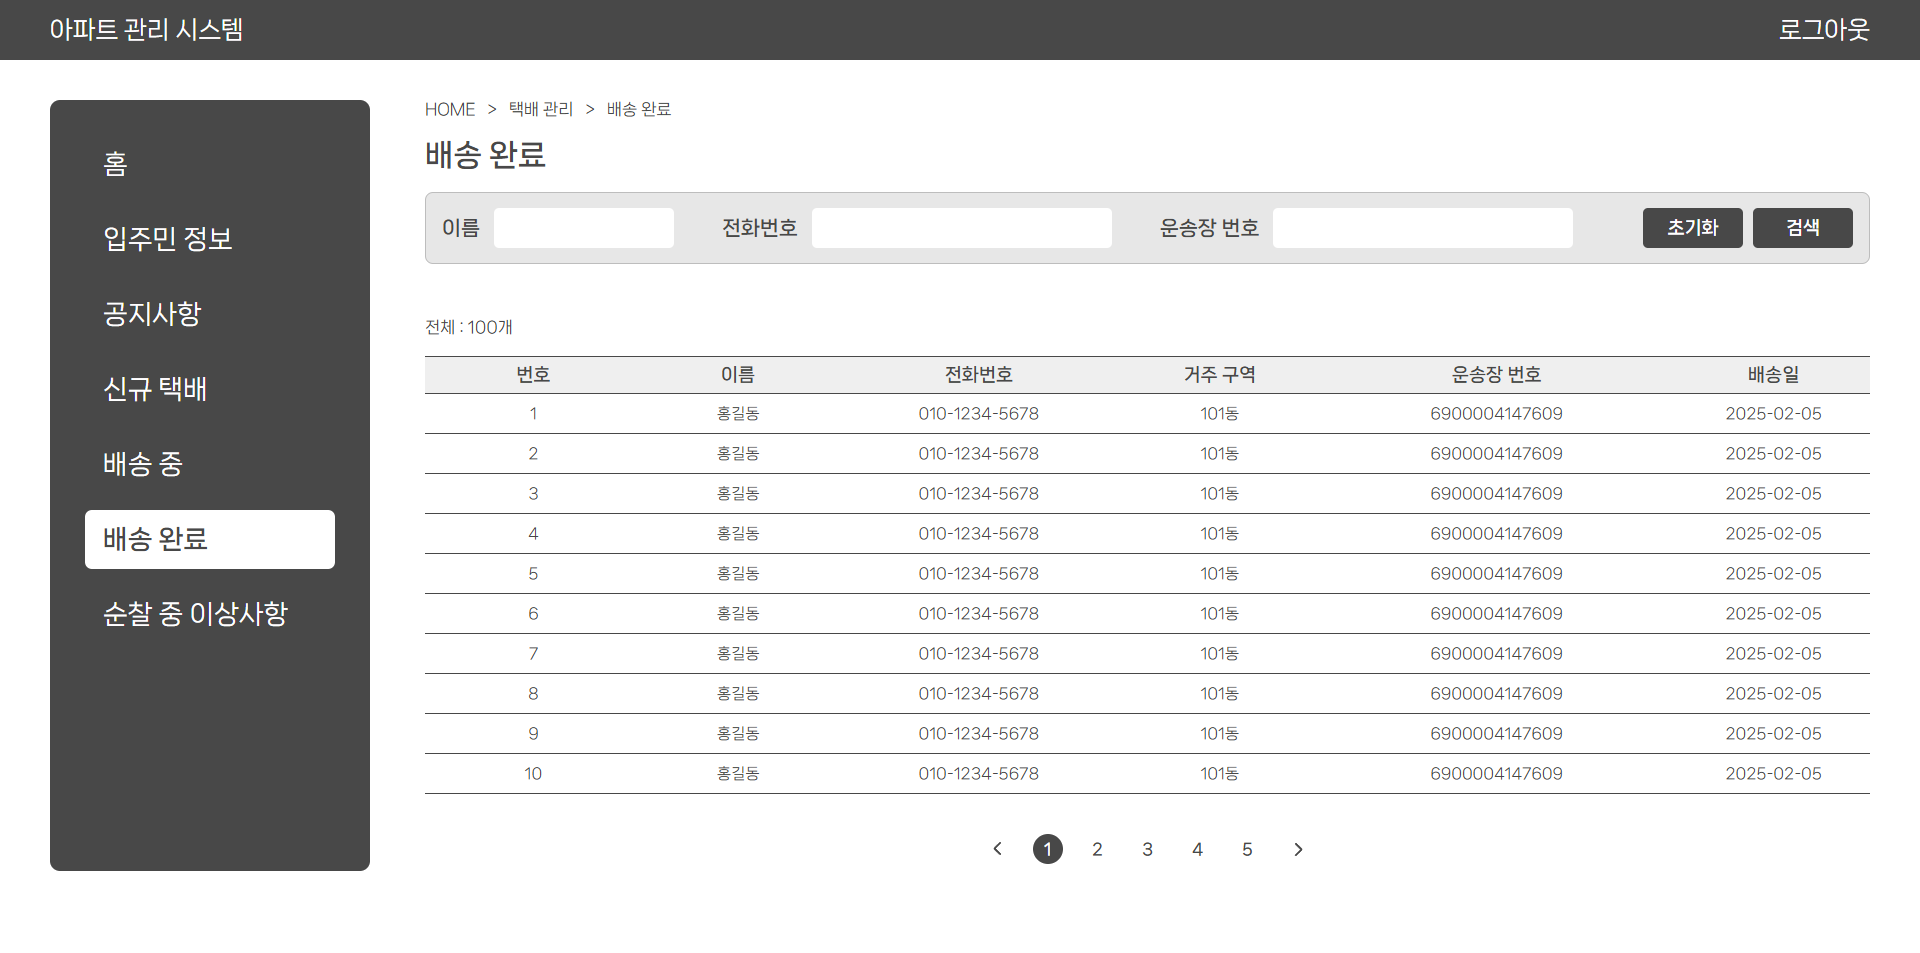 아파트 관리 시스템 로그아웃
홈
입주민 정보
공지사항
신규 택배
배송 중
배송 완료
순찰 중 이상사항
HOME > 택배 관리 > 배송 완료
배송 완료
이름 전화번호 운송장 번호 초기화 검색
전체 : 100개
번호 이름 전화번호 거주 구역 운송장 번호 배송일
1 홍길동 010-1234-5678 101동 6900004147609 2025-02-05
2 홍길동 010-1234-5678 101동 6900004147609 2025-02-05
3 홍길동 010-1234-5678 101동 6900004147609 2025-02-05
4 홍길동 010-1234-5678 101동 6900004147609 2025-02-05
5 홍길동 010-1234-5678 101동 6900004147609 2025-02-05
6 홍길동 010-1234-5678 101동 6900004147609 2025-02-05
7 홍길동 010-1234-5678 101동 6900004147609 2025-02-05
8 홍길동 010-1234-5678 101동 6900004147609 2025-02-05
9 홍길동 010-1234-5678 101동 6900004147609 2025-02-05
10 홍길동 010-1234-5678 101동 6900004147609 2025-02-05
< 1 2 3 4 5 >